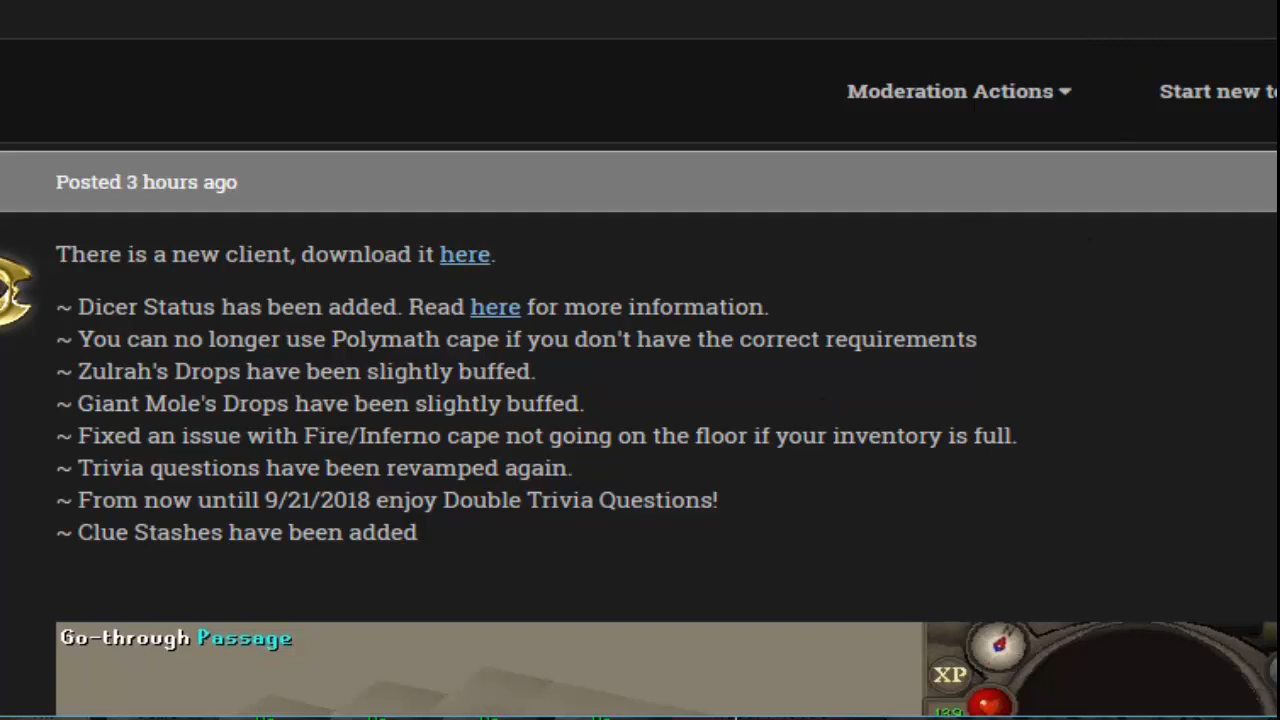 Moderation Actions
Start new
Posted 3 hours ago
There is a new client, download it here.
~ Dicer Status has been added. Read here for more information.
~ You can no longer use Polymath cape if you don't have the correct requirements
~ Zulrah's Drops have been slightly buffed.
~ Giant Mole's Drops have been slightly buffed.
~ Fixed an issue with Fire/Inferno cape not going on the floor if your inventory is full.
~ Trivia questions have been revamped again.
~ From now untill 9/21/2018 enjoy Double Trivia Questions!
~ Clue Stashes have been added
Go-through Passage
XP